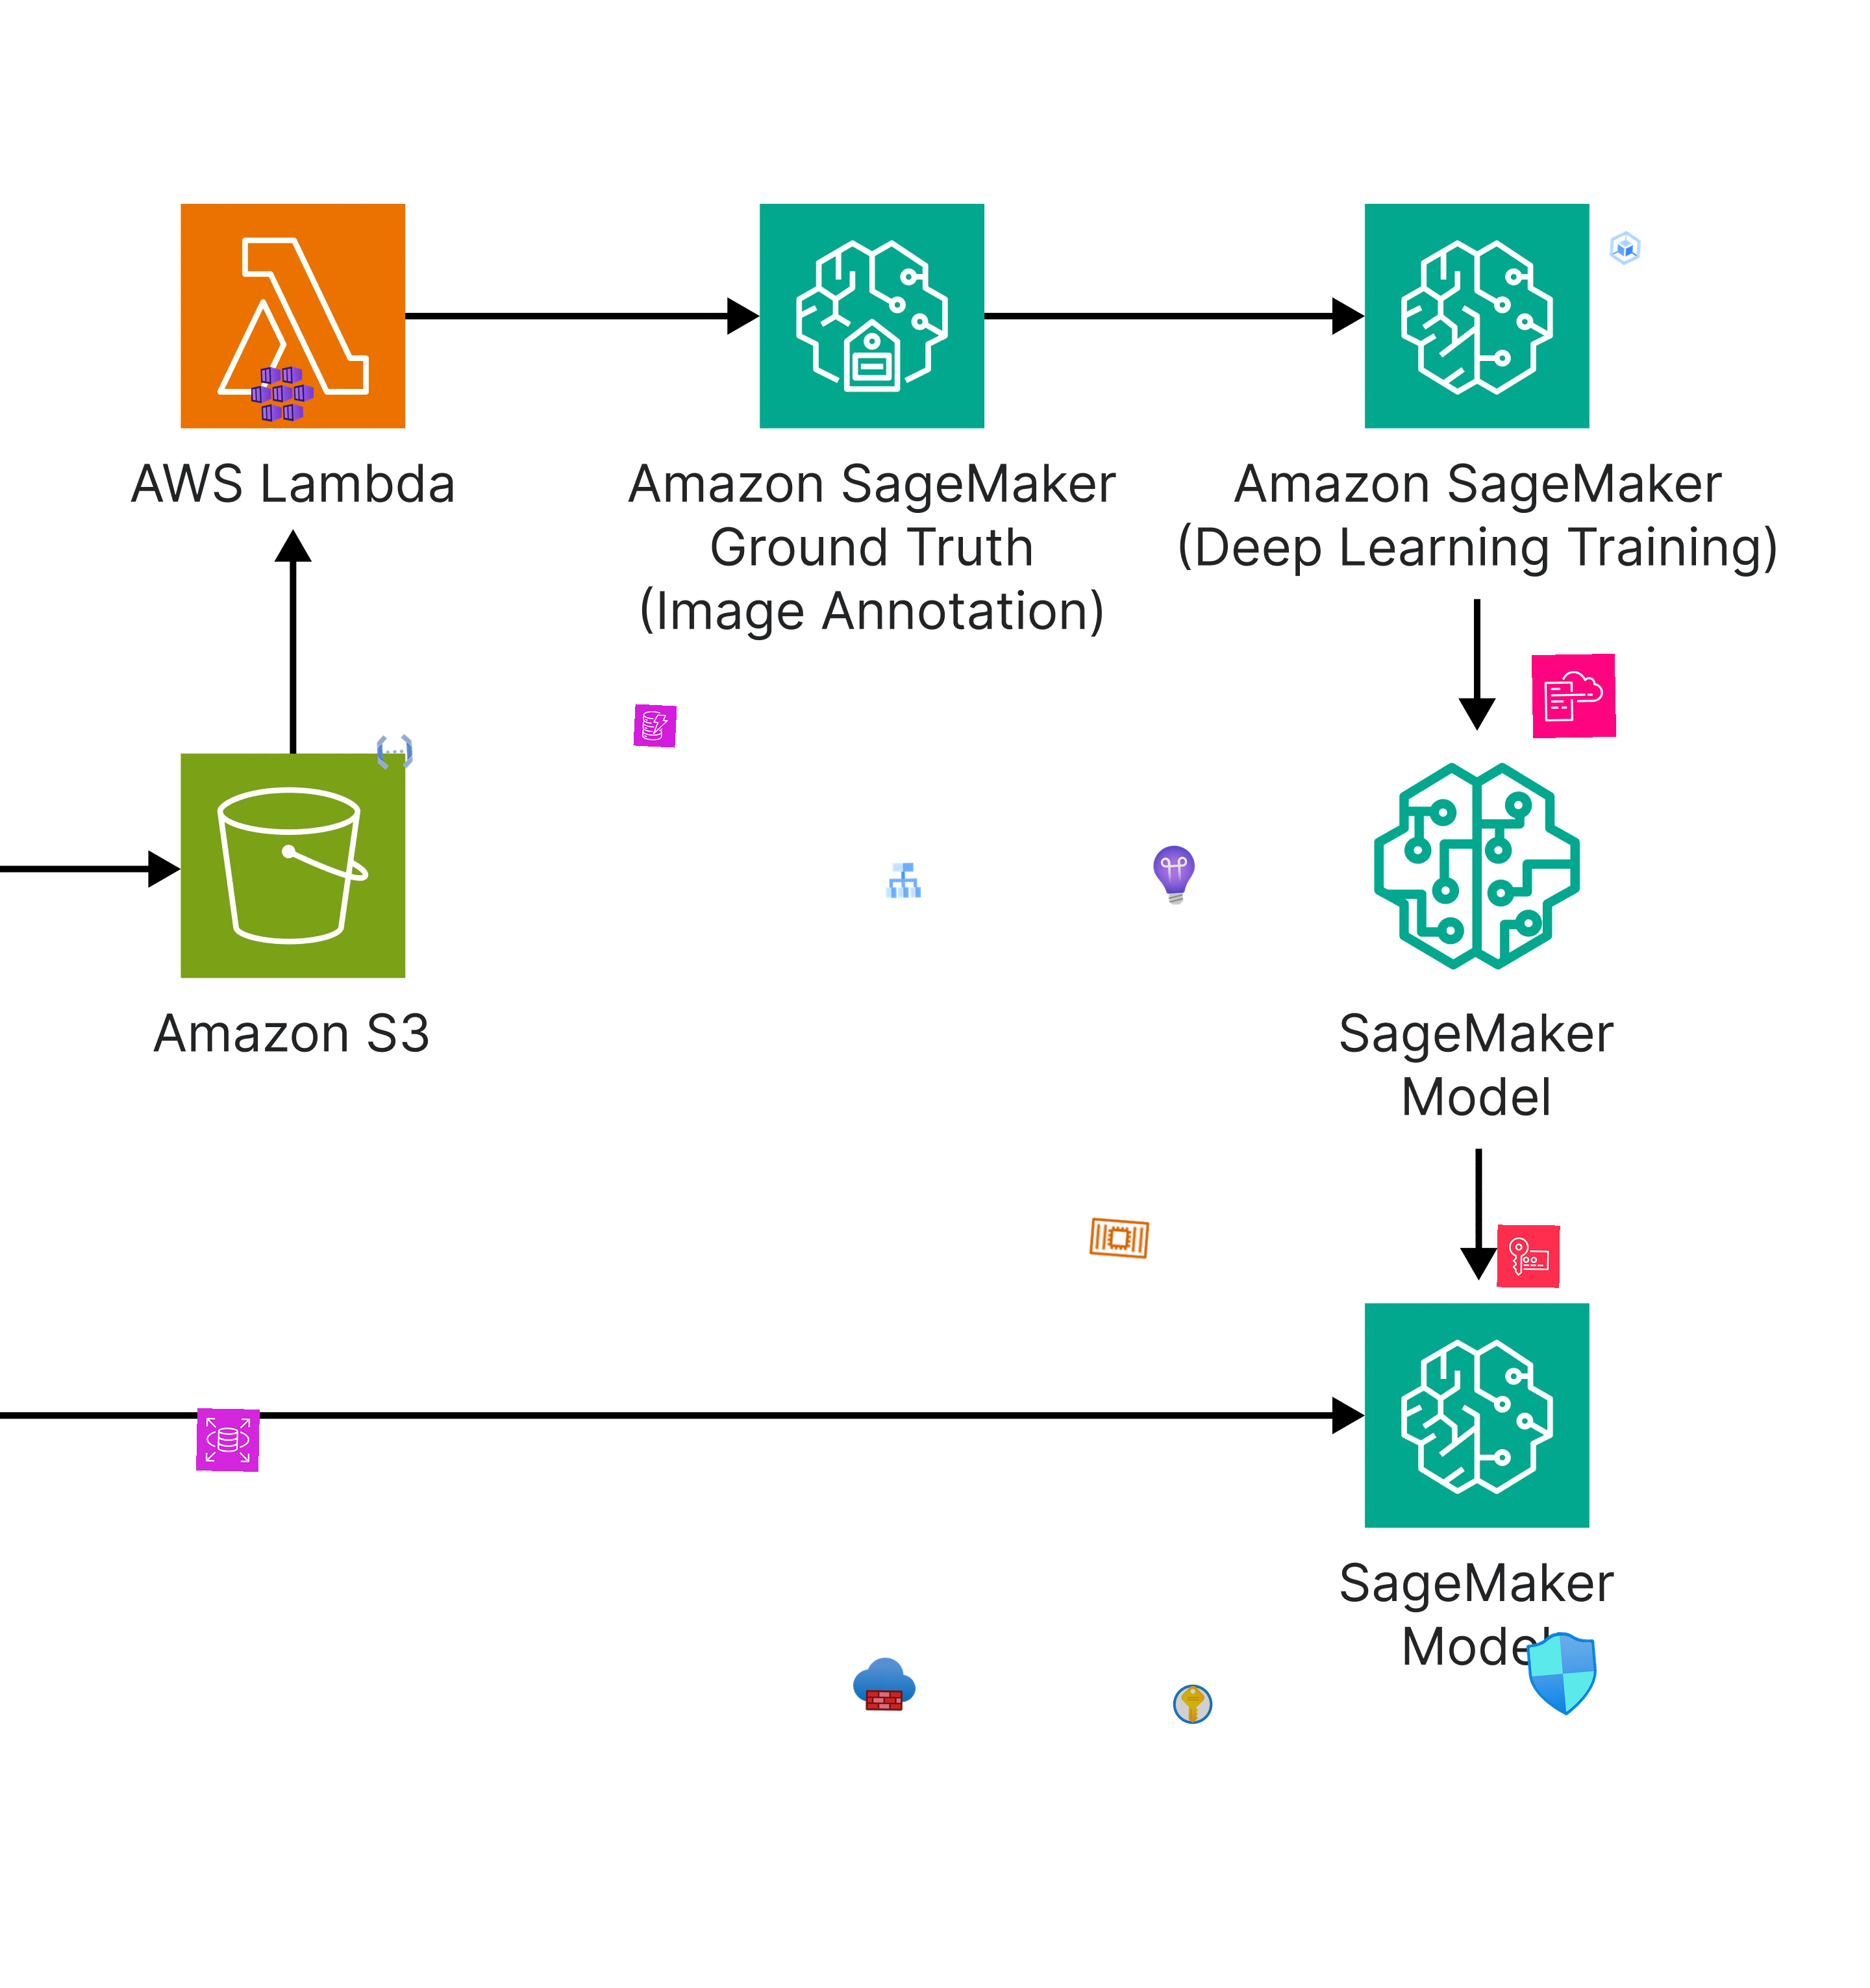 AWS Lambda
Amazon SageMaker
Ground Truth
(Image Annotation)
Amazon SageMaker
(Deep Learning Training)
Amazon S3
SageMaker
Model
SageMaker
Model